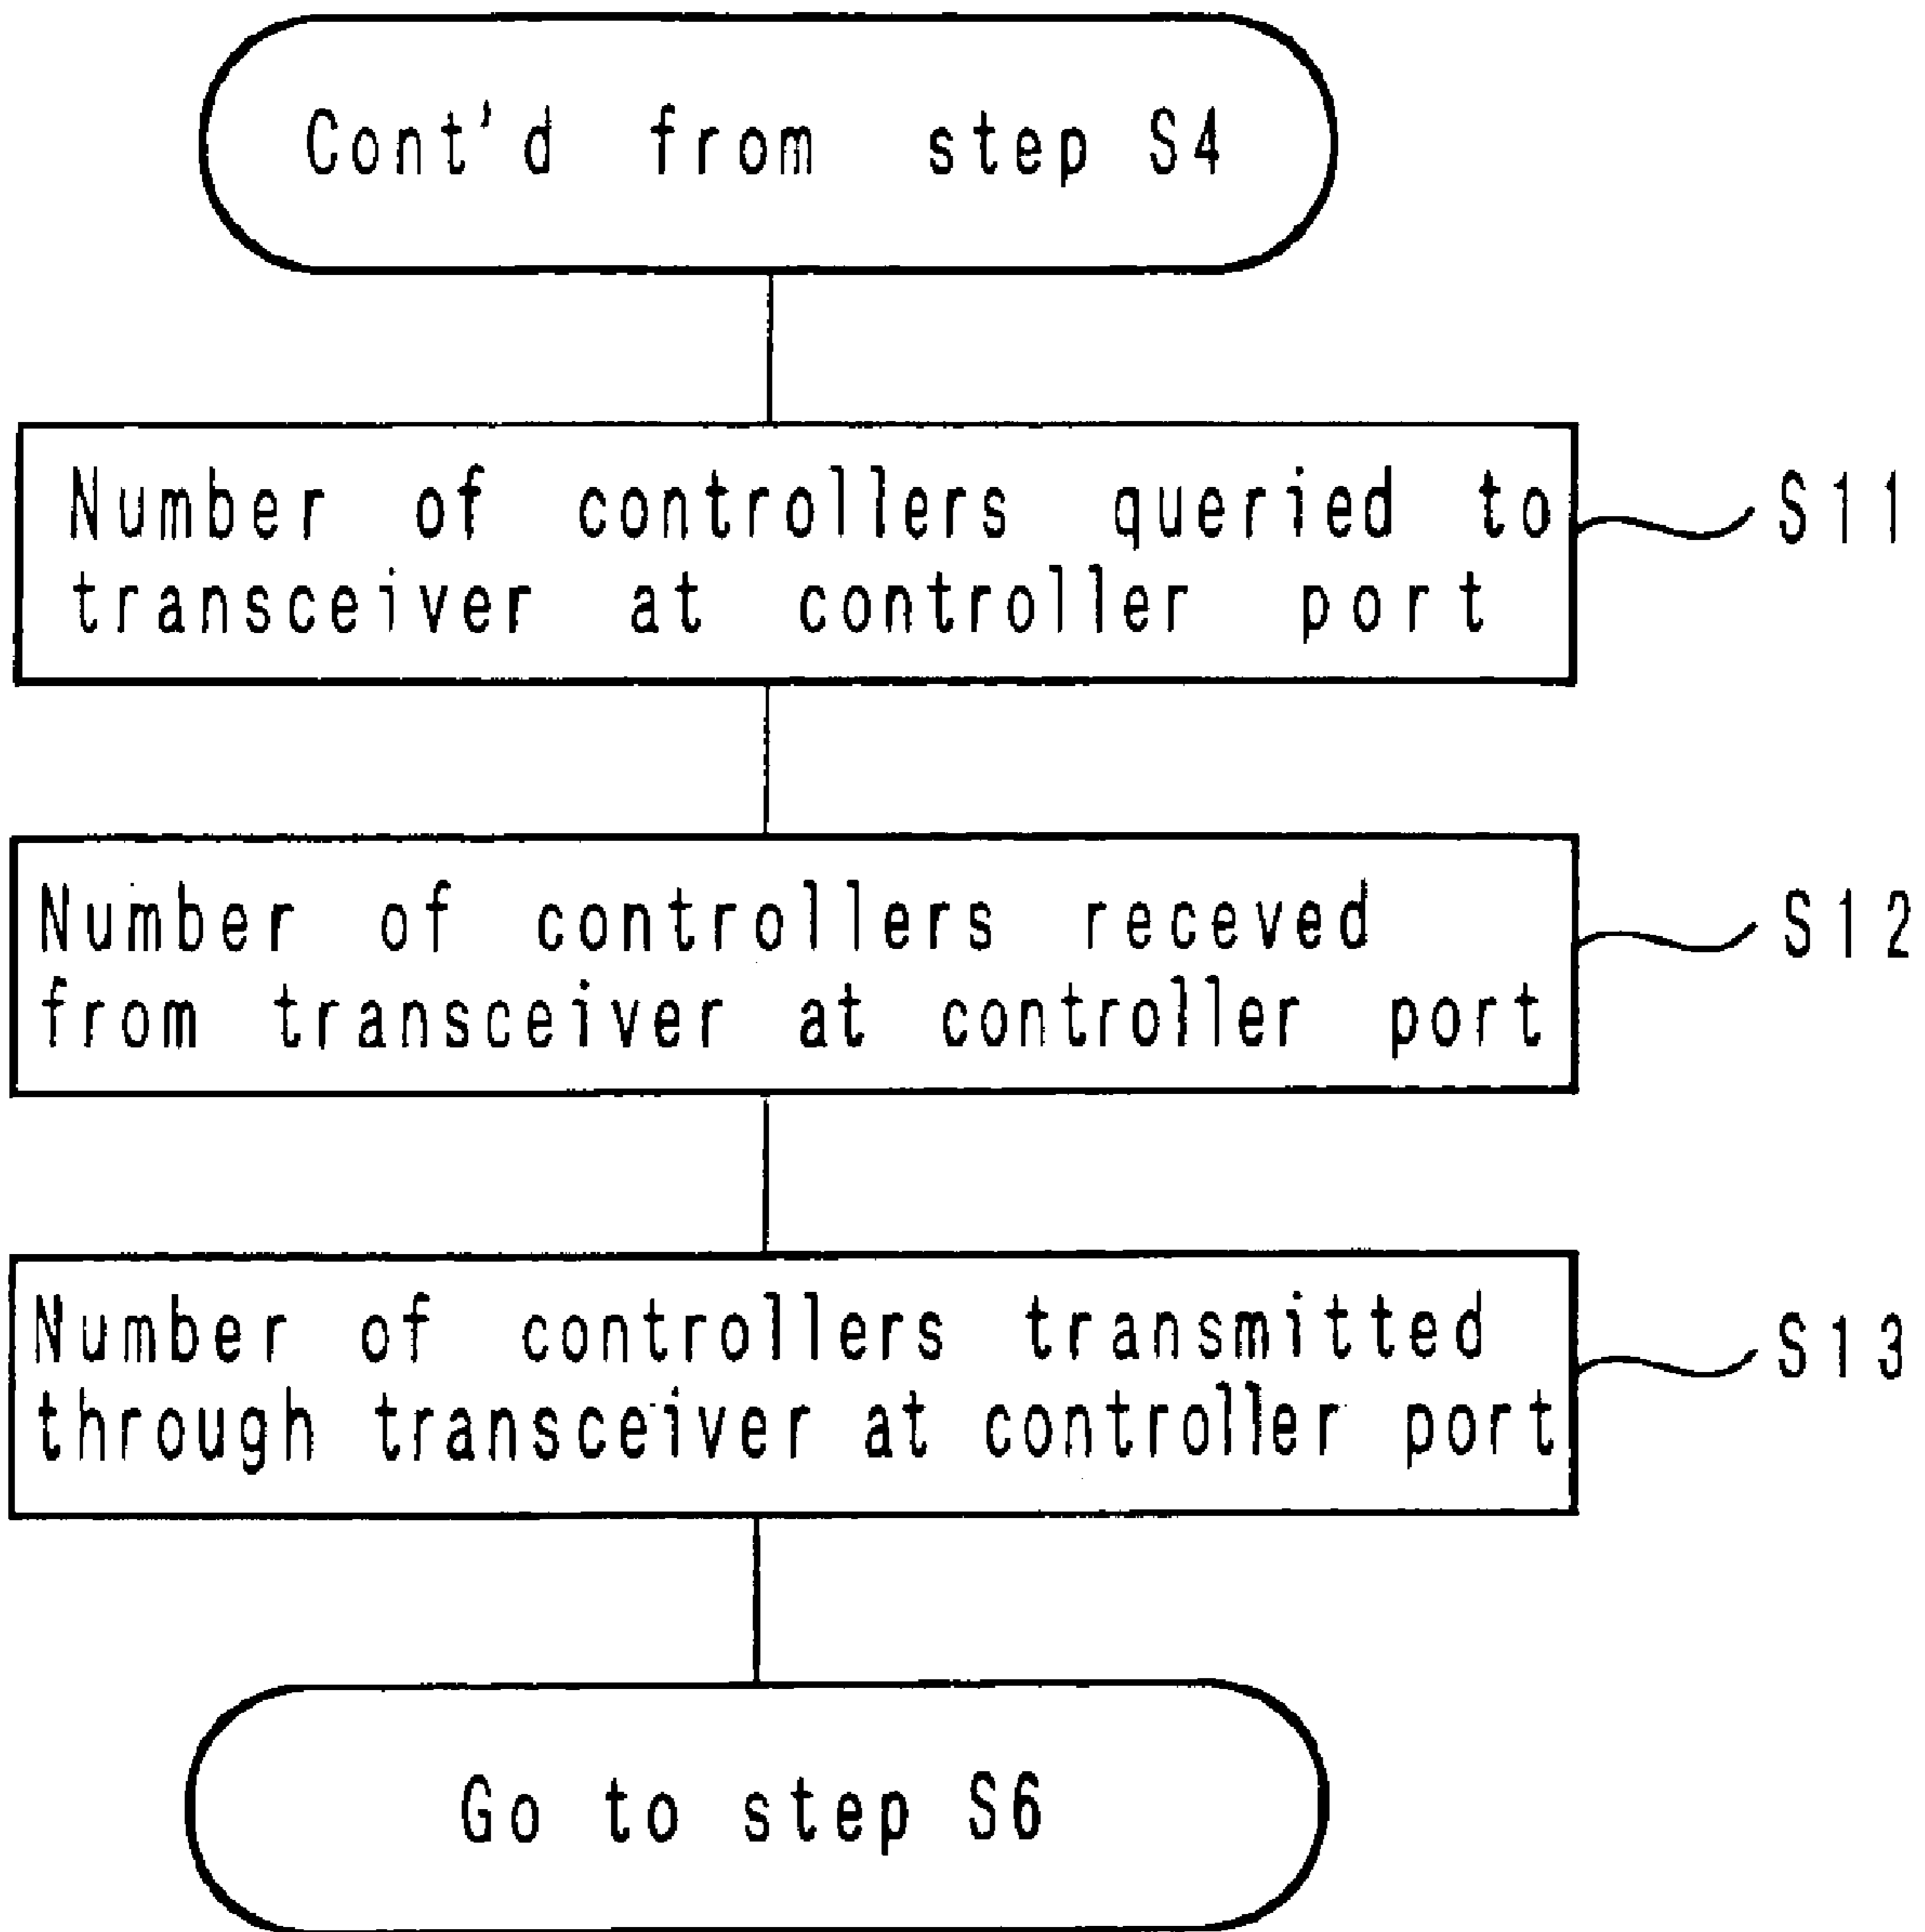 Cont'd from step S4
Number of controllers queried to
transceiver at controller port
S11
Number of controllers receved
from transceiver at controller port
S12
Number of controllers transmitted
through transceiver at controller port
S13
Go to step S6